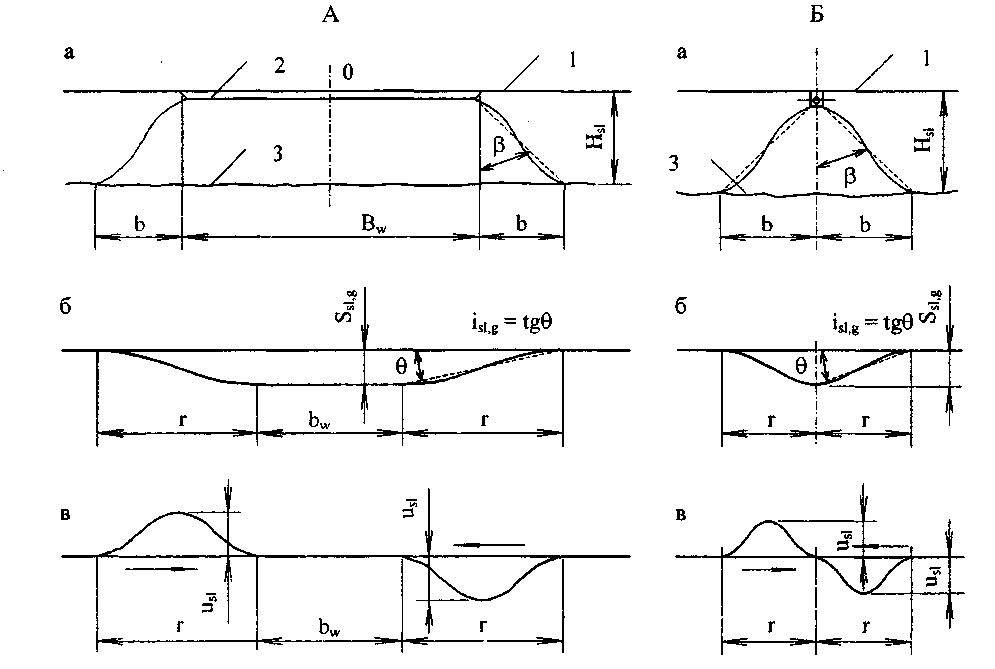 А
Б
а
2
0
1
3
β
H_sl
b
B_w
b
а
1
3
β
H_sl
b
b
б
S_sl,g
i_sl,g = tgθ
θ
r
b_w
r
б
i_sl,g = tgθ
S_sl,g
θ
r
r
в
u_sl
u_sl
r
b_w
r
в
u_sl
u_sl
r
r